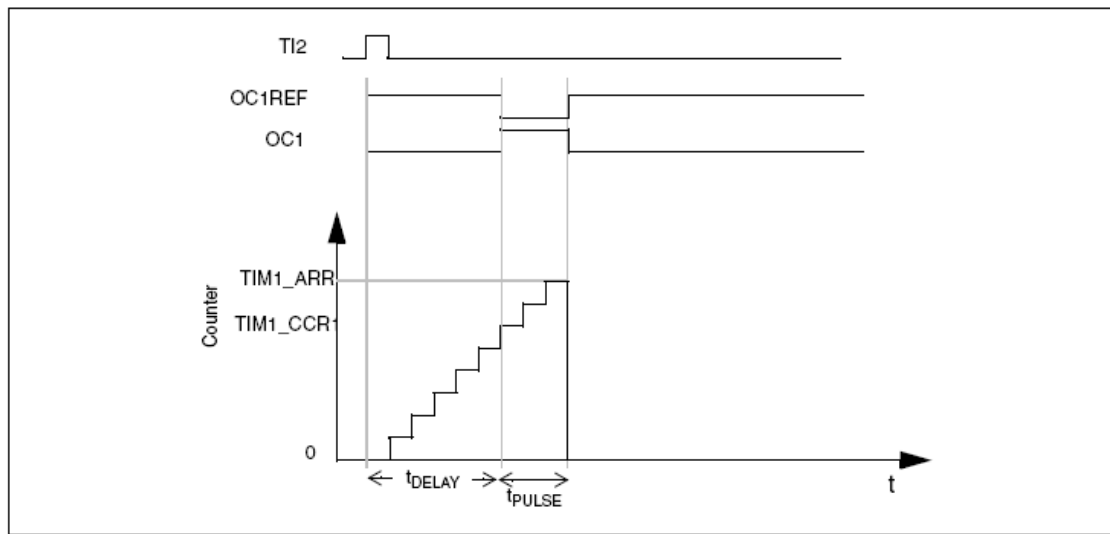 TI2
OC1REF
OC1
TIM1_ARR
Counter
TIM1_CCR1
0
tDELAY
tPULSE
t